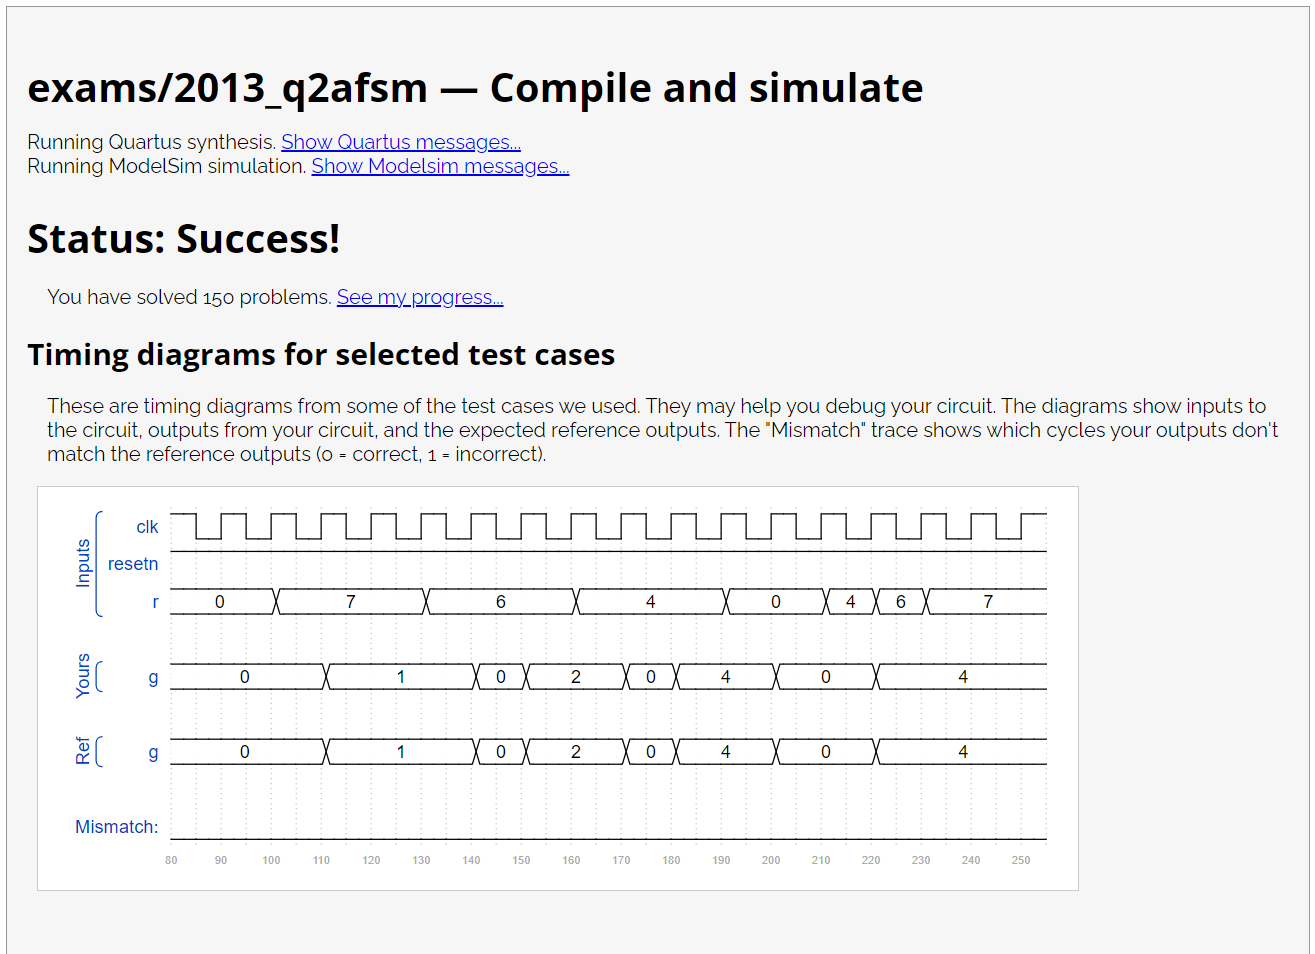 exams/2013_q2afsm — Compile and simulate
Running Quartus synthesis. Show Quartus messages...
Running ModelSim simulation. Show Modelsim messages...
Status: Success!
You have solved 150 problems. See my progress...
Timing diagrams for selected test cases
These are timing diagrams from some of the test cases we used. They may help you debug your circuit. The diagrams show inputs to
the circuit, outputs from your circuit, and the expected reference outputs. The "Mismatch" trace shows which cycles your outputs don't
match the reference outputs (0 = correct, 1 = incorrect).
Inputs
clk
resetn
r 0 7 6 4 0 4 6 7
Yours
g 0 1 0 2 0 4 0 4
Ref
g 0 1 0 2 0 4 0 4
Mismatch:
80 90 100 110 120 130 140 150 160 170 180 190 200 210 220 230 240 250